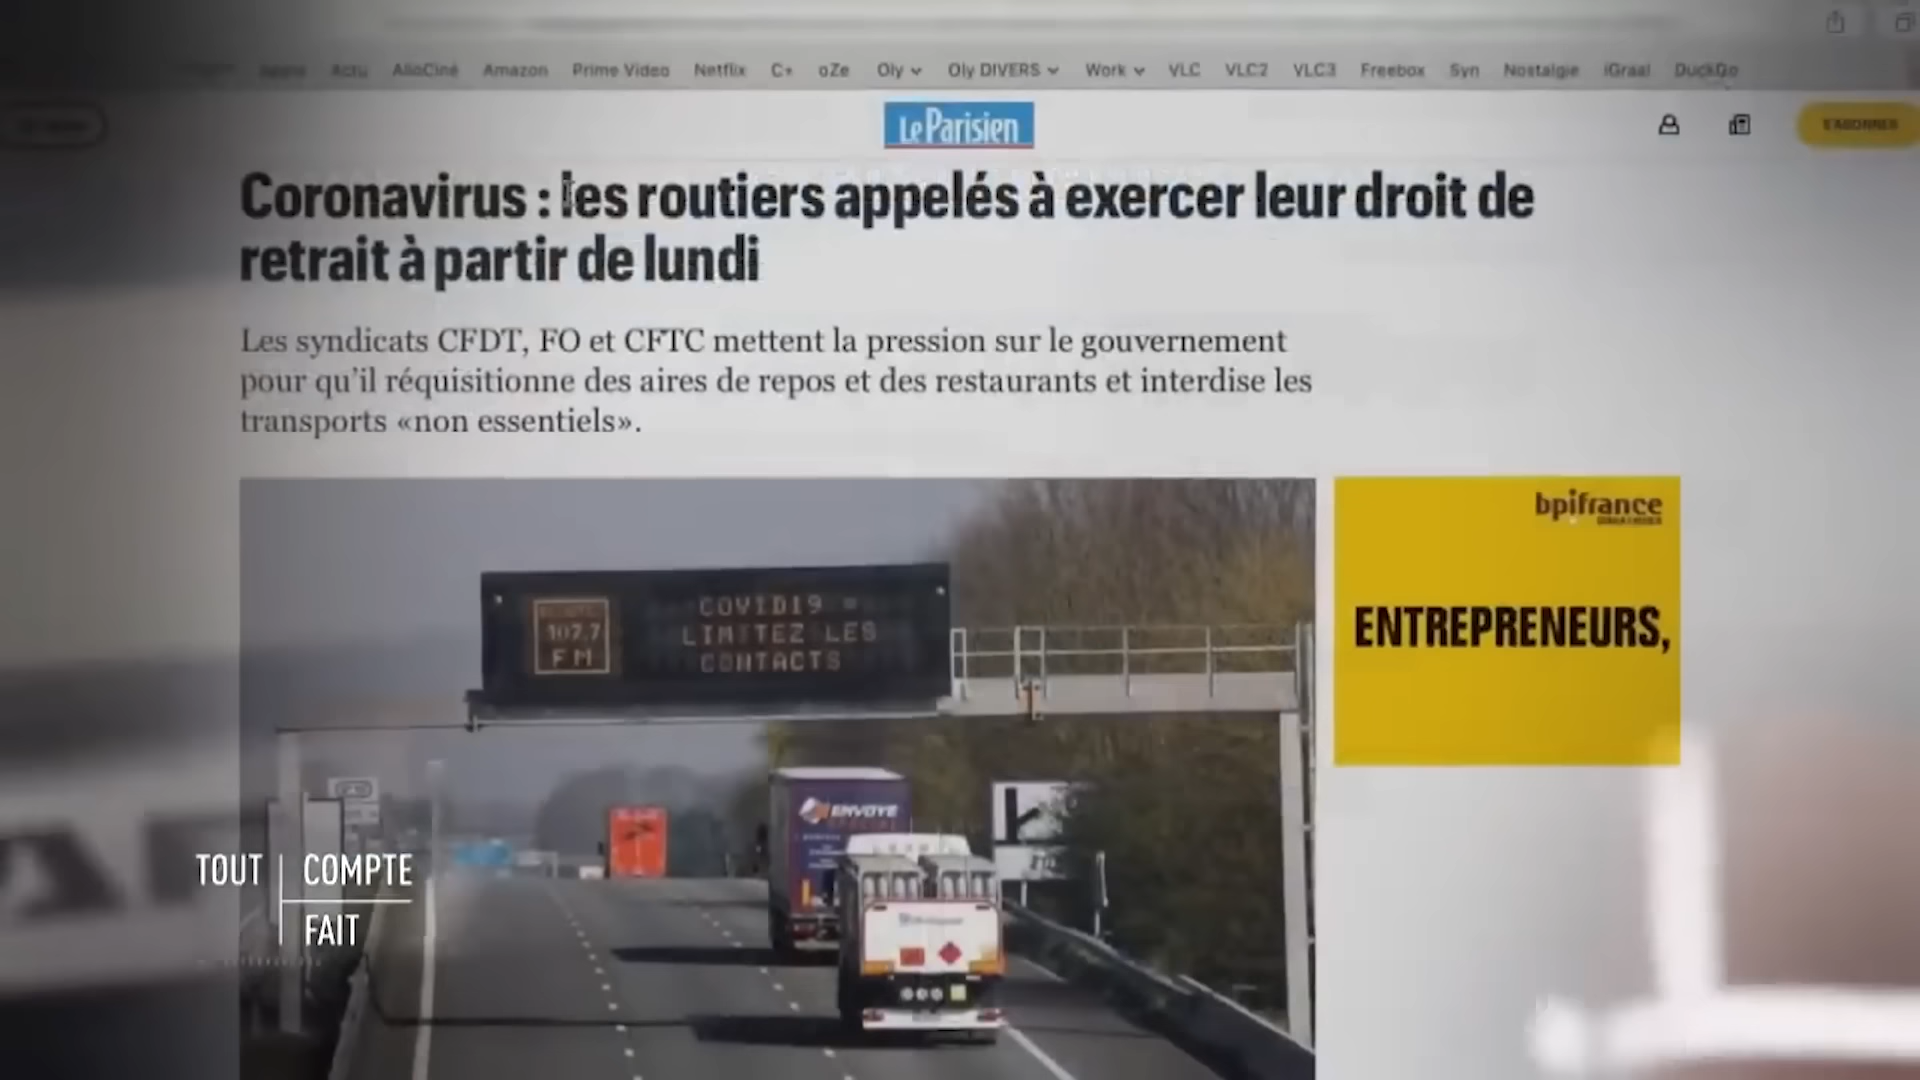 Actu AlloCiné Amazon Prime Video Netflix C+ oZe Oly Oly DIVERS Work VLC VLC2 VLC3 Freebox Syn Nostalgie iGraal DuckGo
Le Parisien
S'ABONNER
Coronavirus : les routiers appelés à exercer leur droit de
retrait à partir de lundi
Les syndicats CFDT, FO et CFTC mettent la pression sur le gouvernement
pour qu’il réquisitionne des aires de repos et des restaurants et interdise les
transports «non essentiels».
bpifrance
ENTREPRENEURS,
107.7
FM
COVID19 =
LIMITEZ LES
CONTACTS
ENVOYE
TOUT COMPTE
FAIT